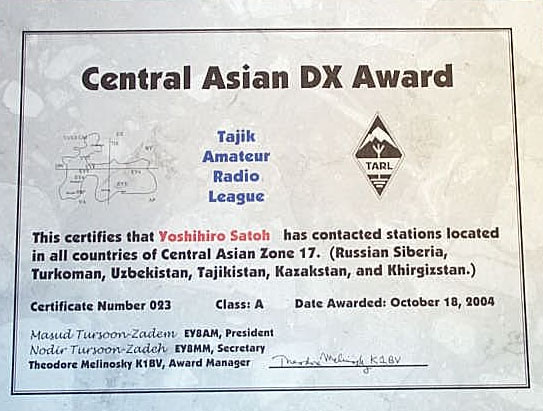 Central Asian DX Award
Tajik
Amateur
Radio
League
TARL
This certifies that Yoshihiro Satoh has contacted stations located
in all countries of Central Asian Zone 17. (Russian Siberia,
Turkoman, Uzbekistan, Tajikistan, Kazakstan, and Khirgizstan.)
Certificate Number 023 Class: A Date Awarded: October 18, 2004
Masud Tursoon-Zadem EY8AM, President
Nodir Tursoon-Zadeh EY8MM, Secretary
Theodore Melinosky K1BV, Award Manager Theodore Melinosky K1BV